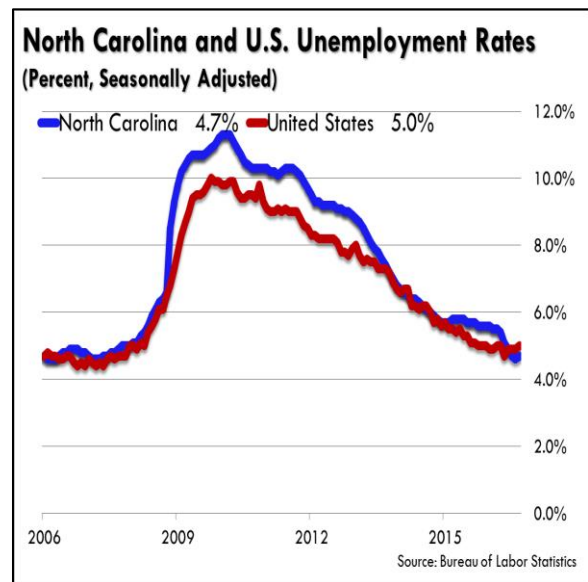 North Carolina and U.S. Unemployment Rates
(Percent, Seasonally Adjusted)
12.0%
North Carolina 4.7% United States 5.0%
10.0%
8.0%
6.0%
4.0%
2.0%
0.0%
2006 2009 2012 2015
Source: Bureau of Labor Statistics